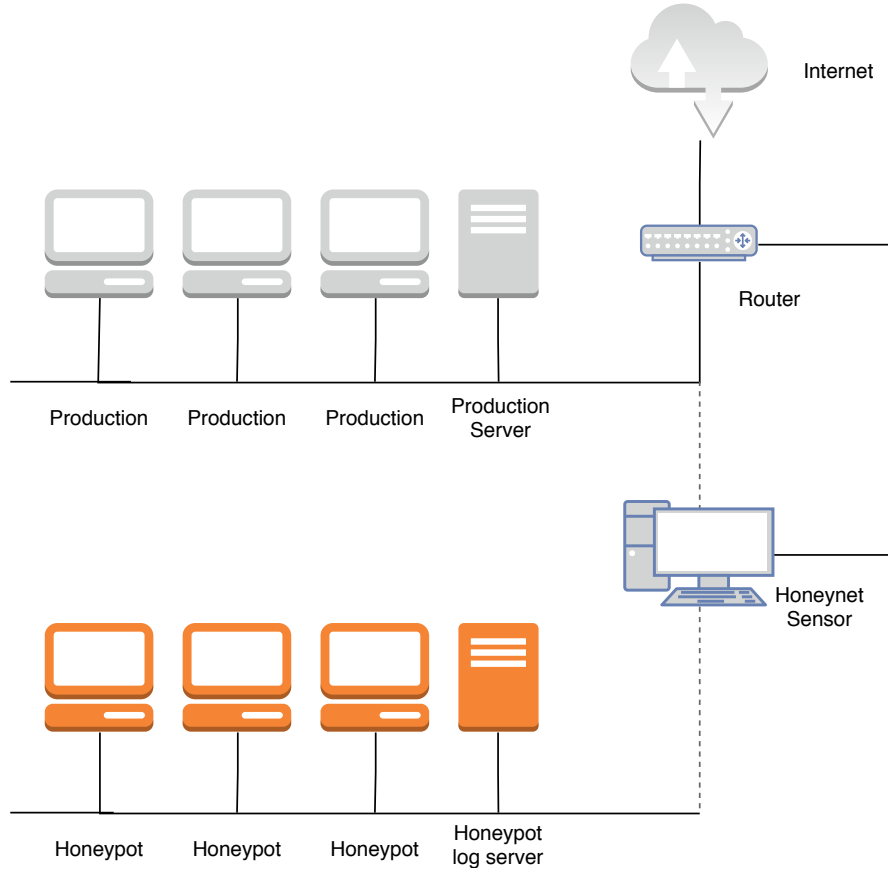 Internet
Router
Production
Production
Production
Production
Server
Honeynet
Sensor
Honeypot
Honeypot
Honeypot
Honeypot
log server